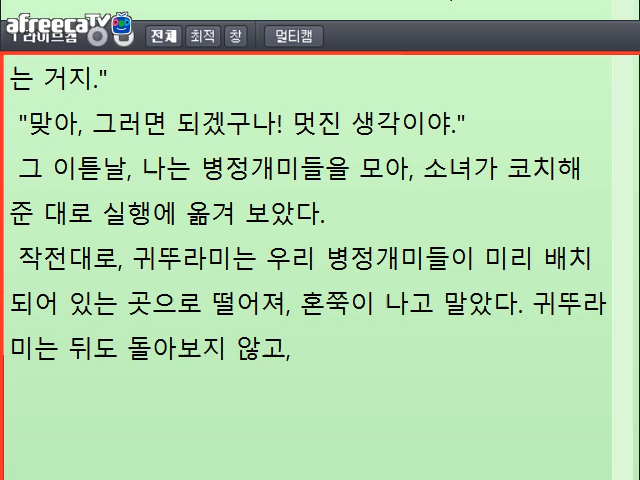 afreecaTV
라이브캠 전체 최적 창 멀티캠
는 거지."
"맞아, 그러면 되겠구나! 멋진 생각이야."
그 이튿날, 나는 병정개미들을 모아, 소녀가 코치해
준 대로 실행에 옮겨 보았다.
작전대로, 귀뚜라미는 우리 병정개미들이 미리 배치
되어 있는 곳으로 떨어져, 혼쭉이 나고 말았다. 귀뚜라
미는 뒤도 돌아보지 않고,